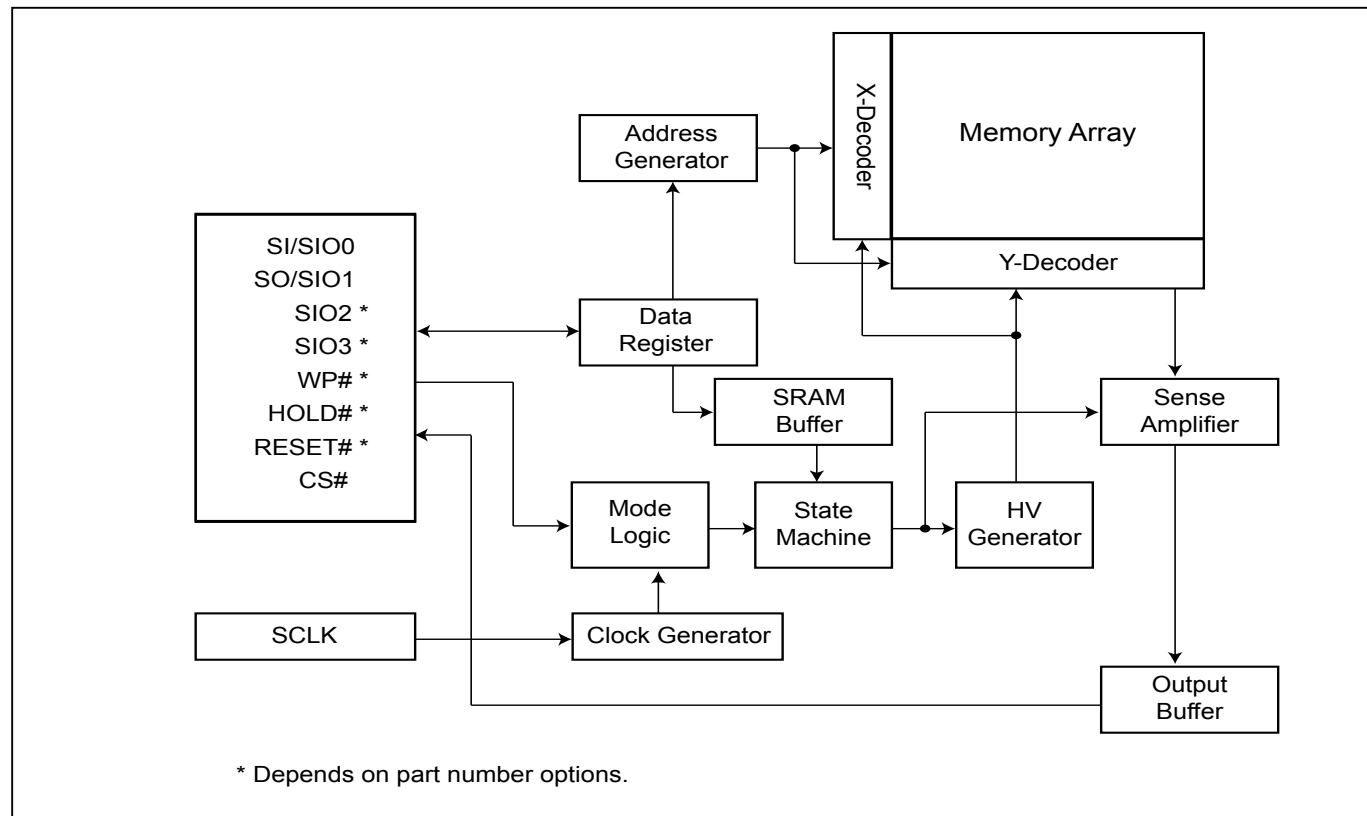 X-Decoder
Memory Array
Address
Generator
Y-Decoder
SI/SIO0
SO/SIO1
SIO2 *
SIO3 *
WP# *
HOLD# *
RESET# *
CS#
Data
Register
SRAM
Buffer
Sense
Amplifier
Mode
Logic
State
Machine
HV
Generator
SCLK
Clock Generator
Output
Buffer
* Depends on part number options.